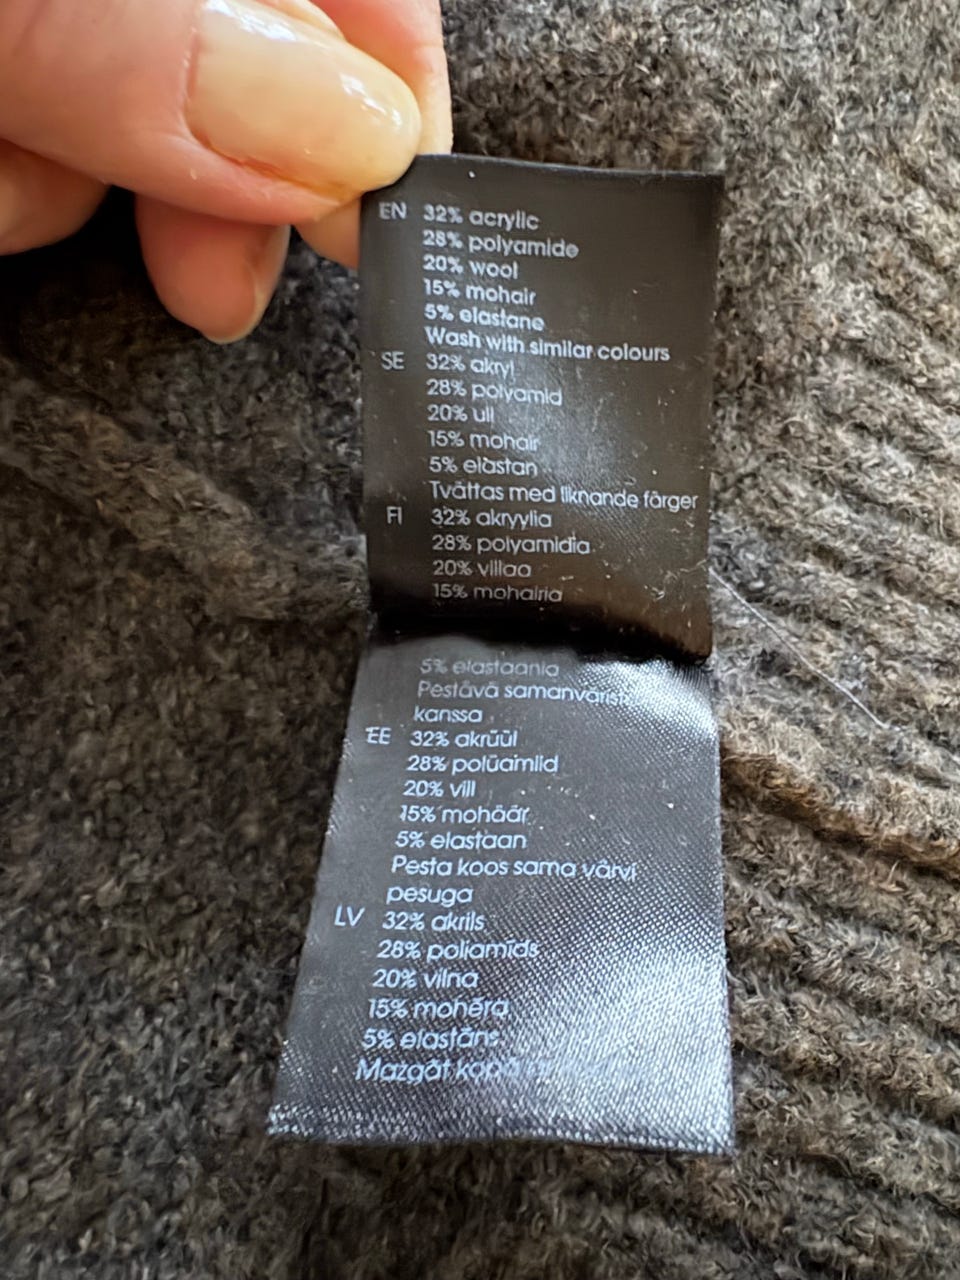 EN 32% acrylic
28% polyamide
20% wool
15% mohair
5% elastane
Wash with similar colours
SE 32% akryl
28% polyamid
20% ull
15% mohair
5% elastan
Tvättas med liknande färger
FI 32% akryylia
28% polyamidia
20% villaa
15% mohairia
5% elastaania
Pestävä
kanssa
EE 32% akrüül
28% polüamiid
20% vill
15% mohäär
5% elastaan
Pesta koos sama värvi
pesuga
LV 32% akrils
28% poliamīds
20% vilna
15% mohēra
5% elastāns
Mazgāt kopā